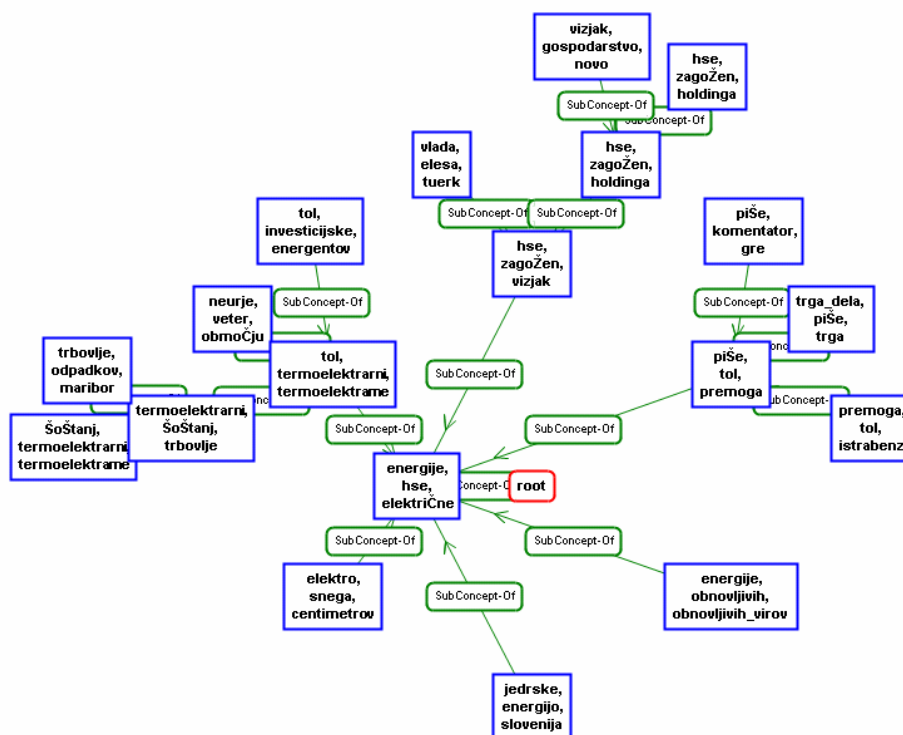 vizjak,
gospodarstvo,
novo
hse,
zagoŽen,
holdinga
SubConcept-Of
SubConcept-Of
hse,
zagoŽen,
holdinga
vlada,
elesa,
tuerk
SubConcept-Of
SubConcept-Of
hse,
zagoŽen,
vizjak
tol,
investicijske,
energentov
SubConcept-Of
piŠe,
komentator,
gre
SubConcept-Of
neurje,
veter,
obmoČju
trga_dela,
piŠe,
trga
tol,
termoelektrarni,
termoelektrarne
piŠe,
tol,
premoga
trbovlje,
odpadkov,
maribor
SubConcept-Of
SubConcept-Of
termoelektrarni,
ŠoŠtanj,
trbovlje
ŠoŠtanj,
termoelektrarni,
termoelektrarne
premoga,
tol,
istrabenz
SubConcept-Of
SubConcept-Of
energije,
hse,
elektriČne
root
SubConcept-Of
SubConcept-Of
elektro,
snega,
centimetrov
energije,
obnovljivih,
obnovljivih_virov
SubConcept-Of
jedrske,
energijo,
slovenija